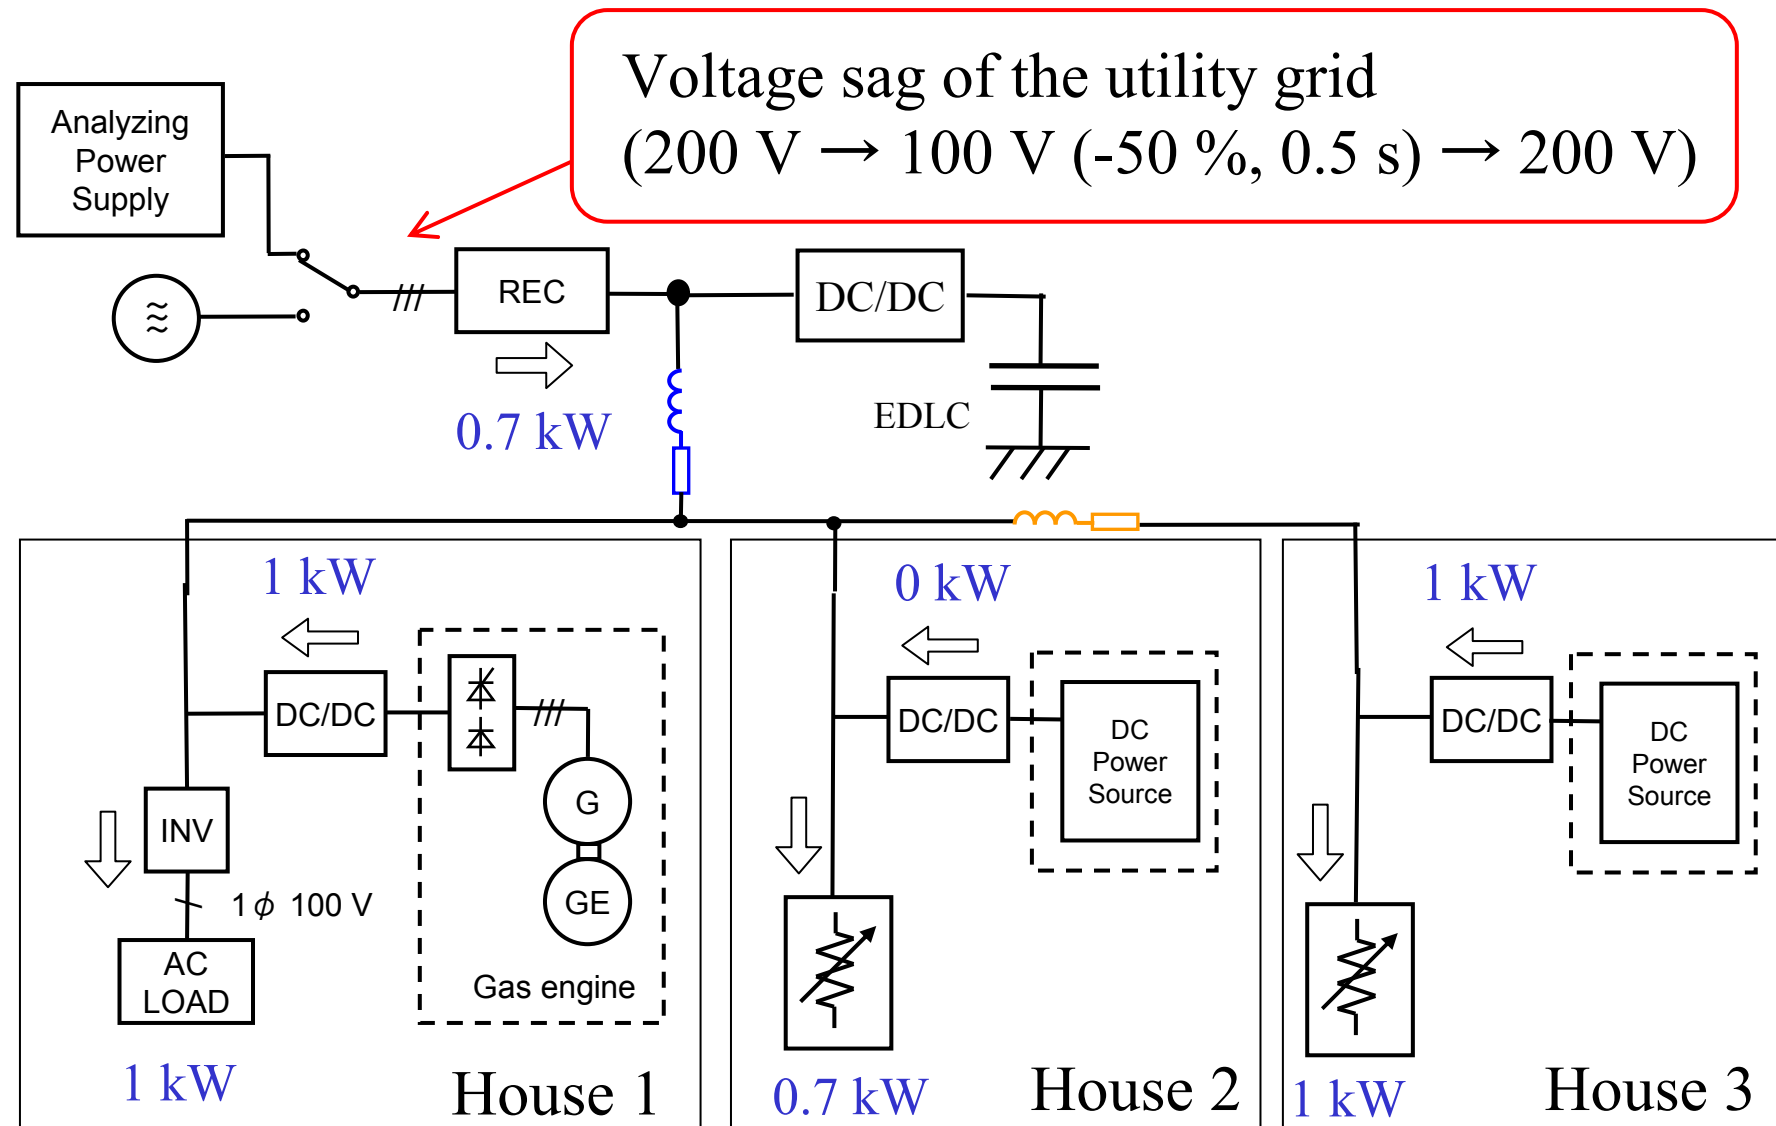 Voltage sag of the utility grid
(200 V → 100 V (-50 %, 0.5 s) → 200 V)
Analyzing
Power
Supply
REC
DC/DC
0.7 kW
EDLC
1 kW
DC/DC
INV
G
GE
1ϕ 100 V
AC
LOAD
Gas engine
1 kW
House 1
0 kW
DC/DC
DC
Power
Source
0.7 kW
House 2
1 kW
DC/DC
DC
Power
Source
1 kW
House 3